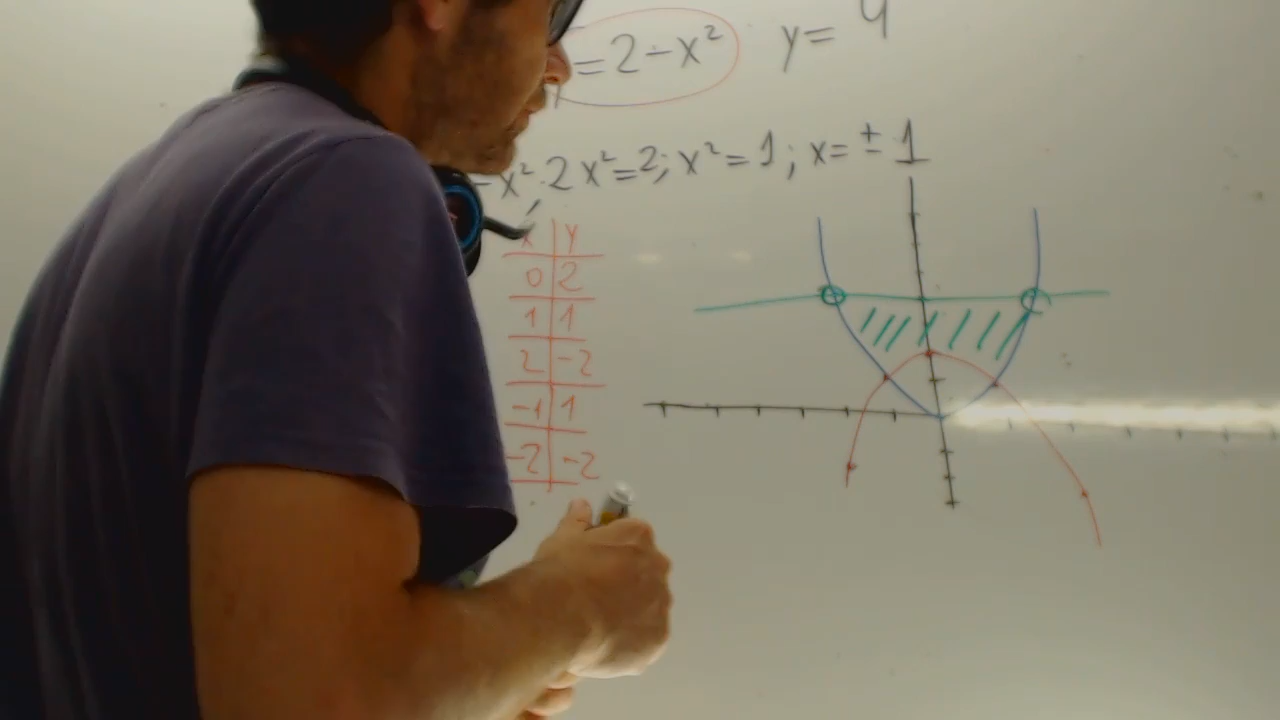 =2-x² y=4
-x²; 2x²=2; x²=1; x=±1
x y
0 2
1 1
2 -2
-1 1
-2 -2